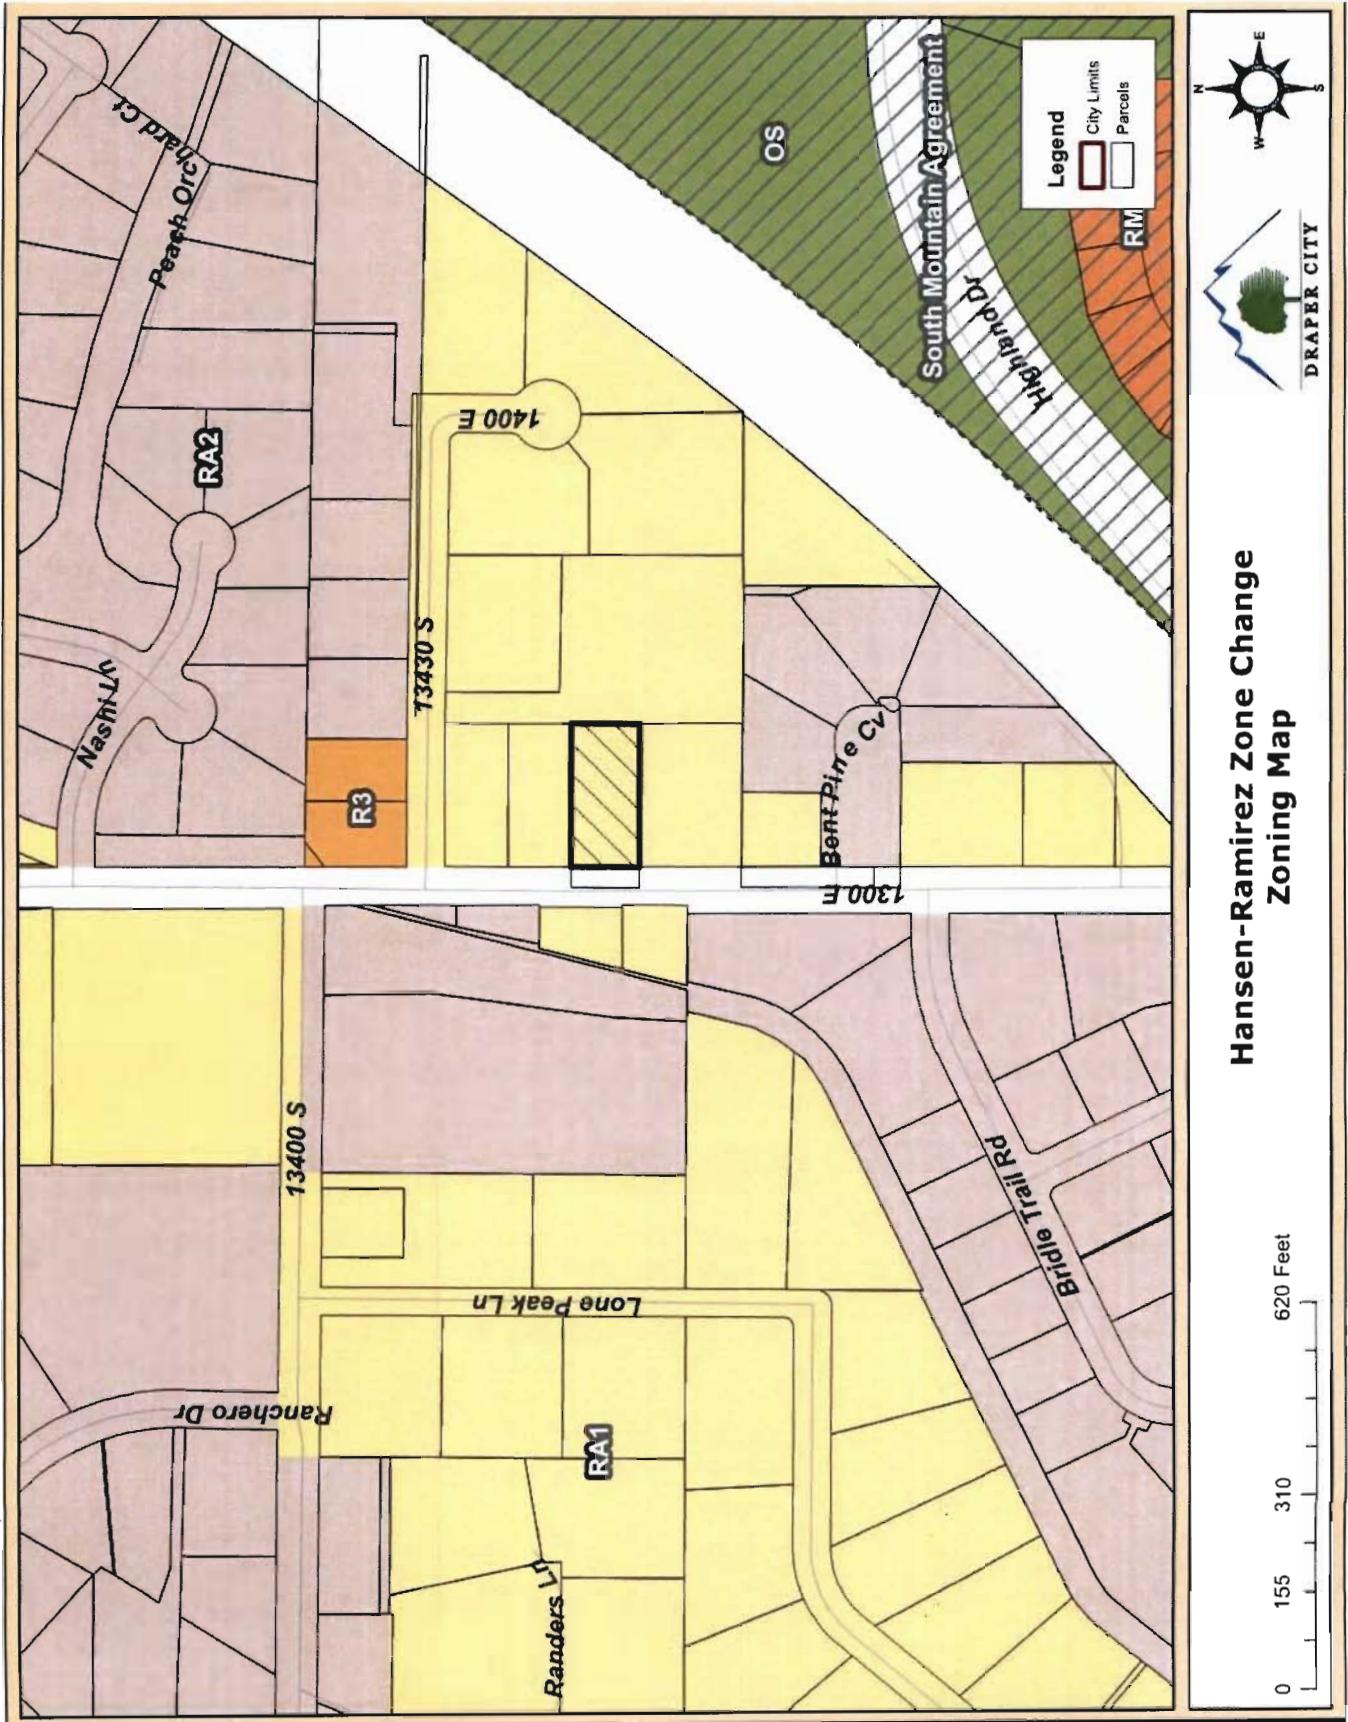 Peach Orchard Ct
Nashi Ln
RA2
R3
13430 S
1400 E
OS
South Mountain Agreement
Highland Dr
RM
Legend
City Limits
Parcels
Bent Pine Cv
1300 E
13400 S
Ranchero Dr
Lone Peak Ln
RA1
Randers Ln
Bridle Trail Rd
Hansen-Ramirez Zone Change
Zoning Map
0 155 310 620 Feet
DRAPER CITY
N
W E
S